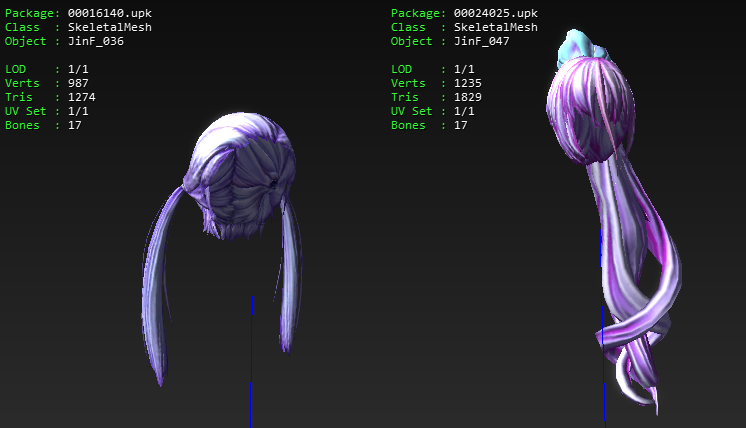 Package: 00016140.upk
Class  : SkeletalMesh
Object : JinF_036
LOD    : 1/1
Verts  : 987
Tris   : 1274
UV Set : 1/1
Bones  : 17
Package: 00024025.upk
Class  : SkeletalMesh
Object : JinF_047
LOD    : 1/1
Verts  : 1235
Tris   : 1829
UV Set : 1/1
Bones  : 17